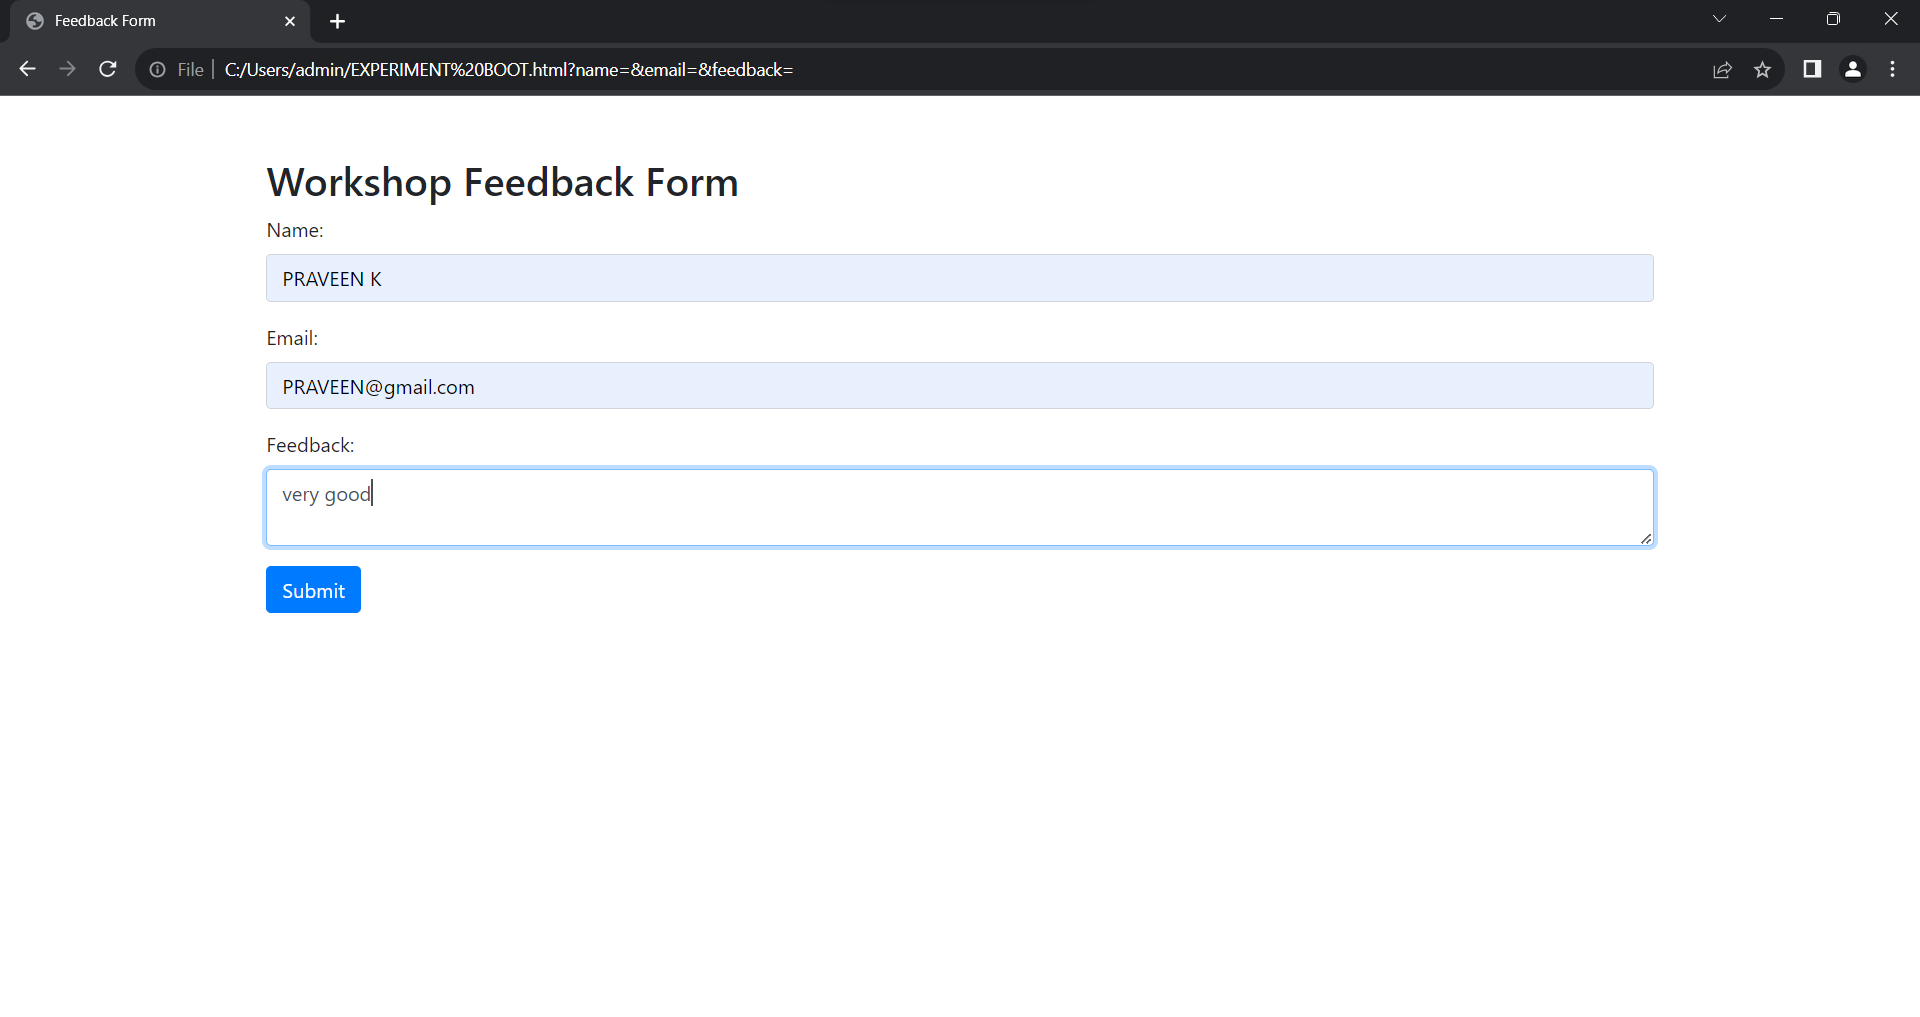 Feedback Form
File C:/Users/admin/EXPERIMENT%20BOOT.html?name=&email=&feedback=
Workshop Feedback Form
Name:
PRAVEEN K
Email:
PRAVEEN@gmail.com
Feedback:
very good
Submit